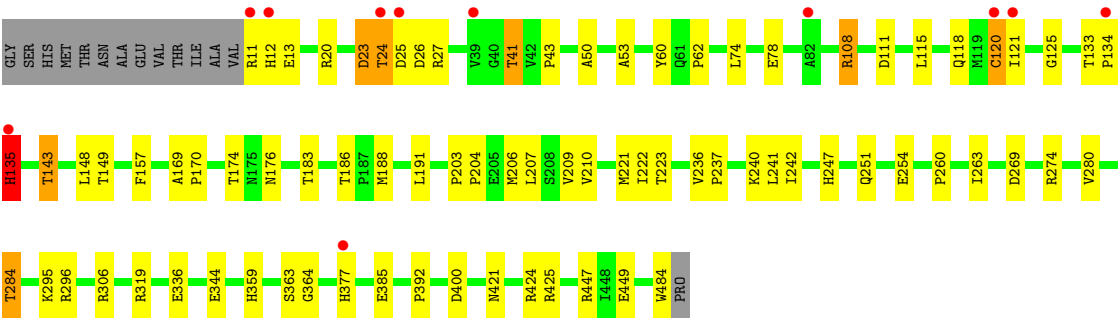 GLY SER HIS MET THR ASN ALA GLU VAL THR ILE ALA VAL R11 H12 E13 R20 D23 T24 D25 D26 R27 V39 G40 T41 V42 P43 A50 A53 Y60 Q61 P62 L74 E78 A82 R108 D111 L115 Q118 M119 C120 I121 G125 T133 P134
H135 T143 L148 T149 F157 A169 P170 T174 N175 N176 T183 T186 P187 M188 L191 P203 P204 E205 M206 L207 S208 V209 V210 M221 I222 T223 V236 P237 K240 L241 I242 H247 Q251 E254 P260 I263 D269 R274 V280
T284 K295 R296 R306 R319 E336 E344 H359 S363 G364 H377 E385 P392 D400 N421 R424 R425 R447 I448 E449 W484 PRO